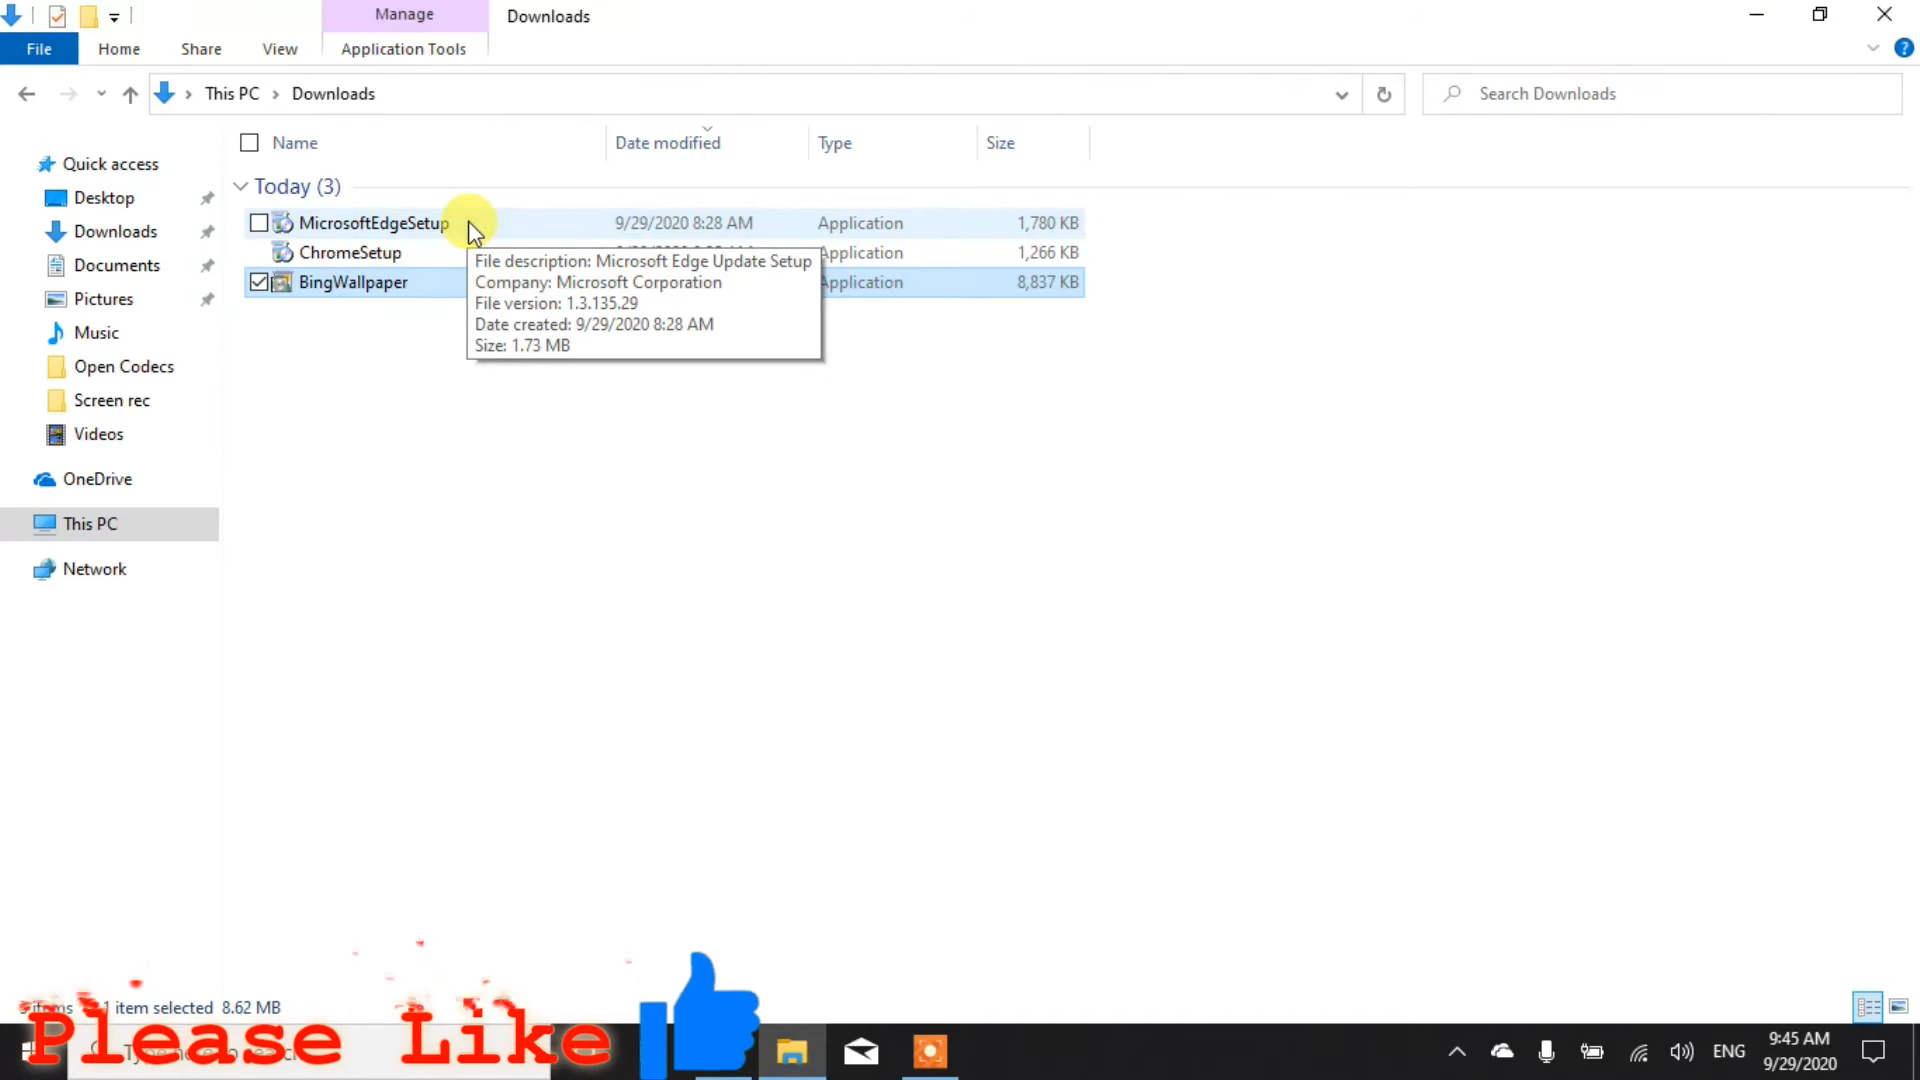 Manage
Downloads
File
Home
Share
View
Application Tools
This PC
Downloads
Search Downloads
Name
Date modified
Type
Size
Quick access
Desktop
Downloads
Documents
Pictures
Music
Open Codecs
Screen rec
Videos
OneDrive
This PC
Network
Today (3)
MicrosoftEdgeSetup 9/29/2020 8:28 AM Application 1,780 KB
ChromeSetup Application 1,266 KB
BingWallpaper Application 8,837 KB
File description: Microsoft Edge Update Setup
Company: Microsoft Corporation
File version: 1.3.135.29
Date created: 9/29/2020 8:28 AM
Size: 1.73 MB
items 1 item selected 8.62 MB
Please Like
ENG
9:45 AM
9/29/2020